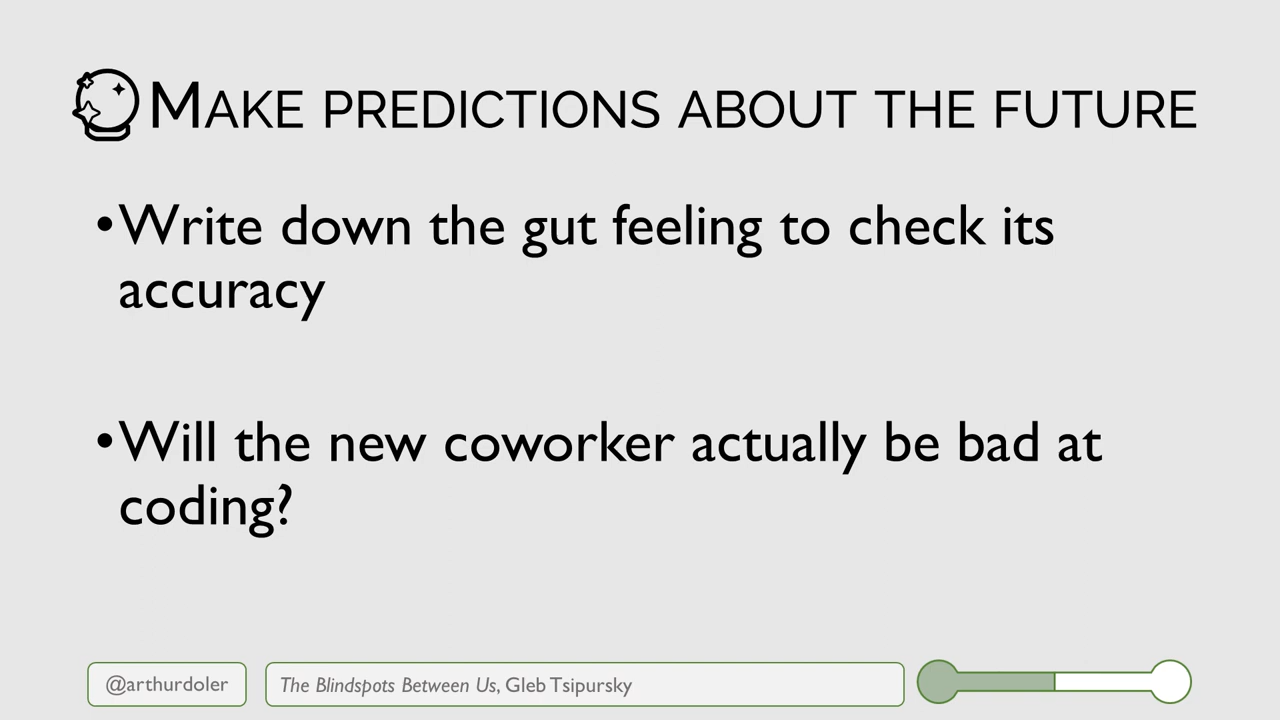 Make predictions about the future
•Write down the gut feeling to check its
accuracy
•Will the new coworker actually be bad at
coding?
@arthurdoler
The Blindspots Between Us, Gleb Tsipursky